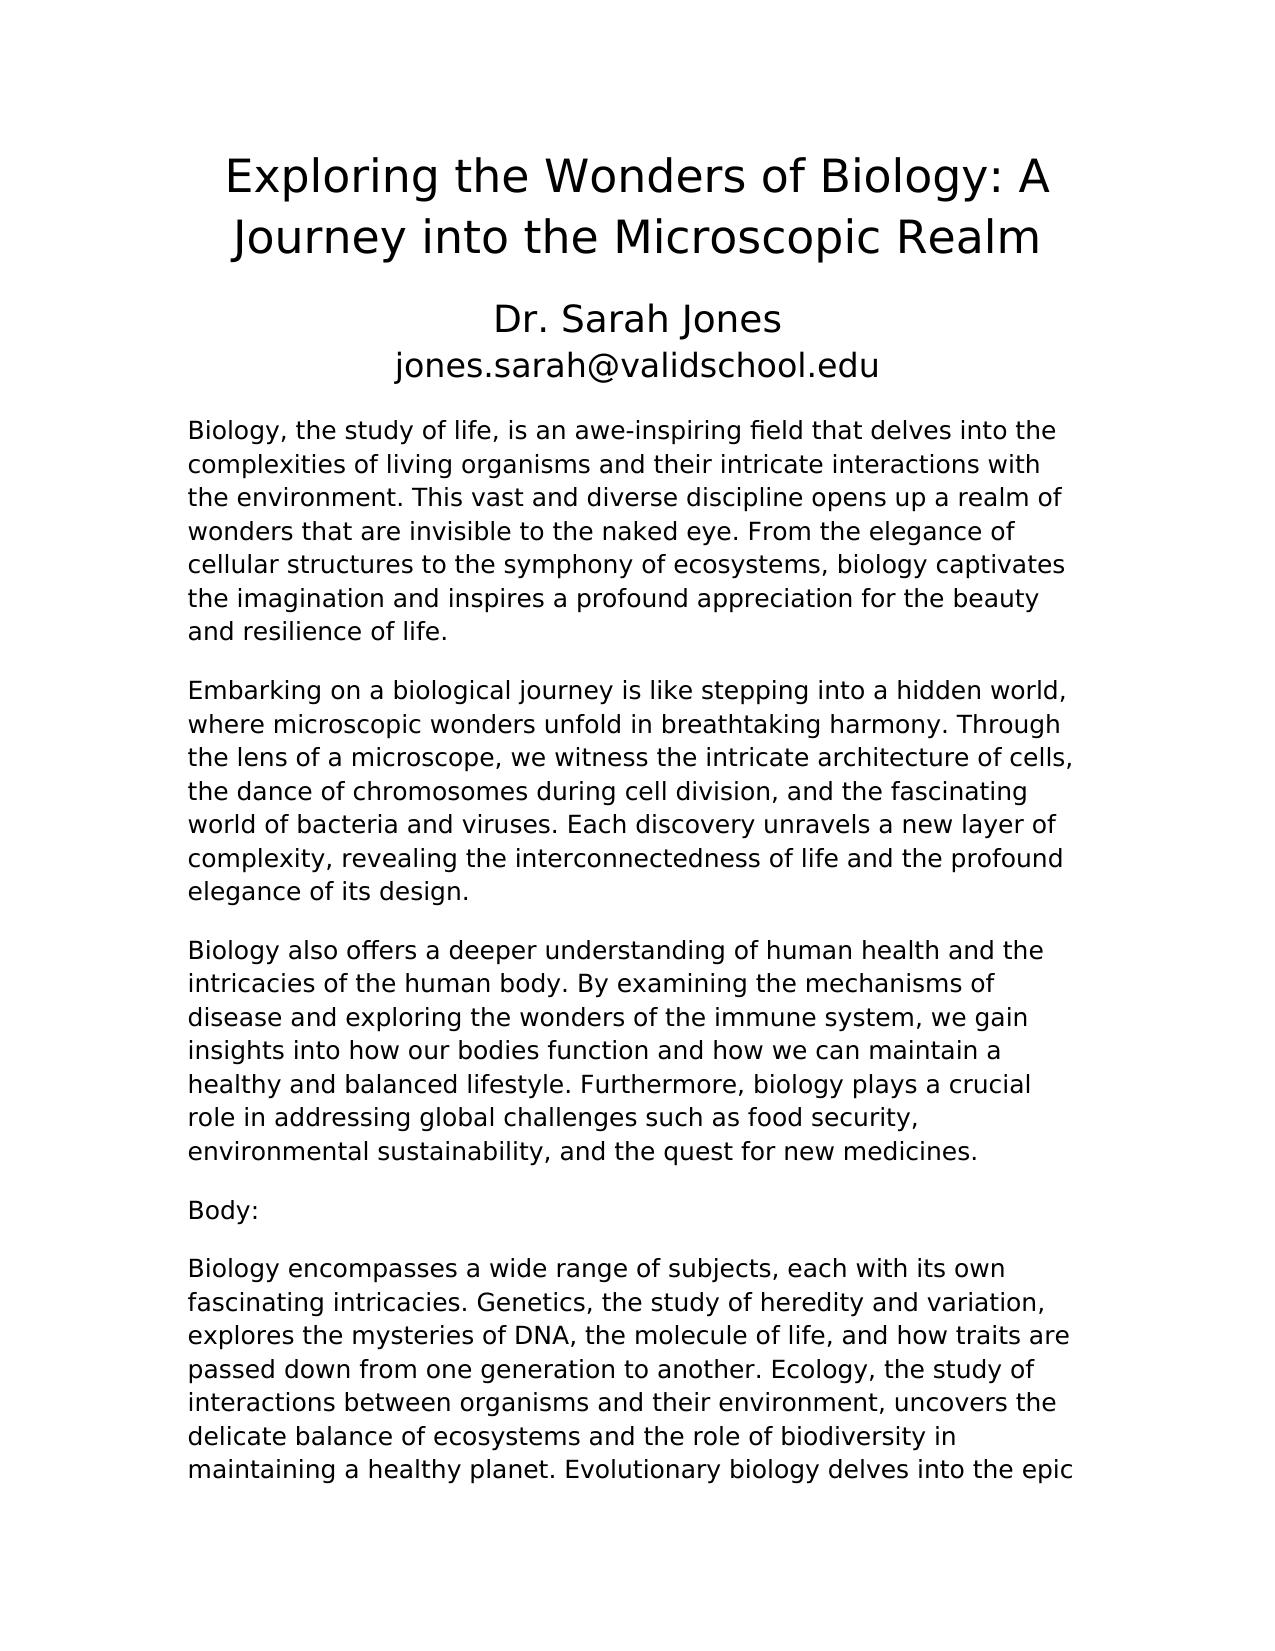 Exploring the Wonders of Biology: A
Journey into the Microscopic Realm
Dr. Sarah Jones
jones.sarah@validschool.edu
Biology, the study of life, is an awe-inspiring field that delves into the
complexities of living organisms and their intricate interactions with
the environment. This vast and diverse discipline opens up a realm of
wonders that are invisible to the naked eye. From the elegance of
cellular structures to the symphony of ecosystems, biology captivates
the imagination and inspires a profound appreciation for the beauty
and resilience of life.
Embarking on a biological journey is like stepping into a hidden world,
where microscopic wonders unfold in breathtaking harmony. Through
the lens of a microscope, we witness the intricate architecture of cells,
the dance of chromosomes during cell division, and the fascinating
world of bacteria and viruses. Each discovery unravels a new layer of
complexity, revealing the interconnectedness of life and the profound
elegance of its design.
Biology also offers a deeper understanding of human health and the
intricacies of the human body. By examining the mechanisms of
disease and exploring the wonders of the immune system, we gain
insights into how our bodies function and how we can maintain a
healthy and balanced lifestyle. Furthermore, biology plays a crucial
role in addressing global challenges such as food security,
environmental sustainability, and the quest for new medicines.
Body:
Biology encompasses a wide range of subjects, each with its own
fascinating intricacies. Genetics, the study of heredity and variation,
explores the mysteries of DNA, the molecule of life, and how traits are
passed down from one generation to another. Ecology, the study of
interactions between organisms and their environment, uncovers the
delicate balance of ecosystems and the role of biodiversity in
maintaining a healthy planet. Evolutionary biology delves into the epic